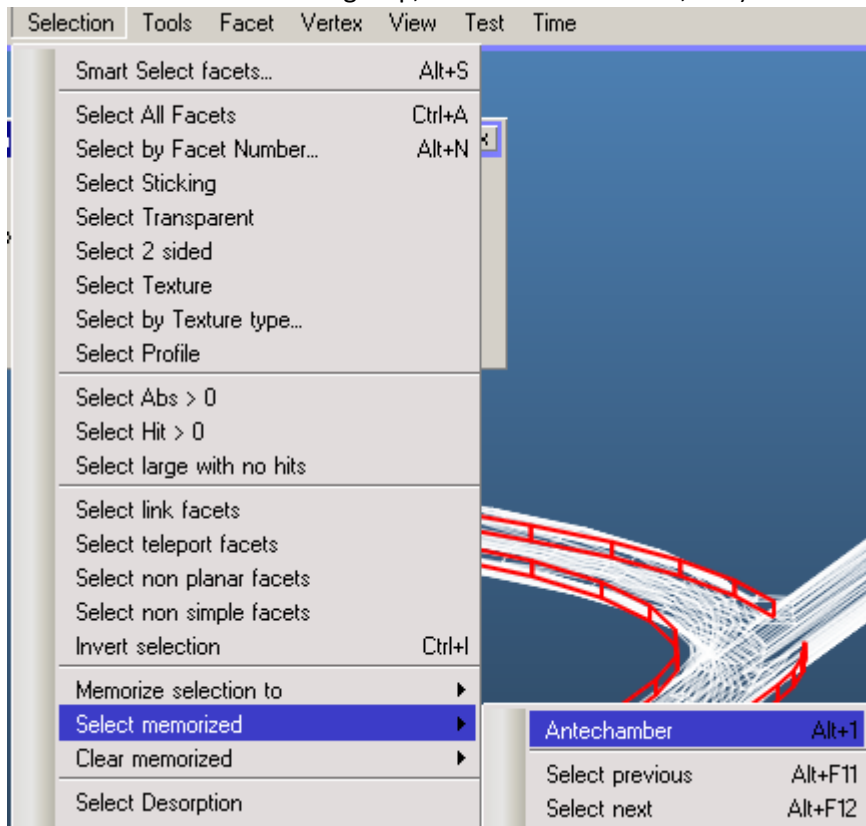 Selection Tools Facet Vertex View Test Time
Smart Select facets... Alt+S
Select All Facets Ctrl+A
Select by Facet Number... Alt+N
Select Sticking
Select Transparent
Select 2 sided
Select Texture
Select by Texture type...
Select Profile
Select Abs > 0
Select Hit > 0
Select large with no hits
Select link facets
Select teleport facets
Select non planar facets
Select non simple facets
Invert selection Ctrl+I
Memorize selection to
Select memorized
Antechamber Alt+1
Clear memorized
Select previous Alt+F11
Select Desorption
Select next Alt+F12